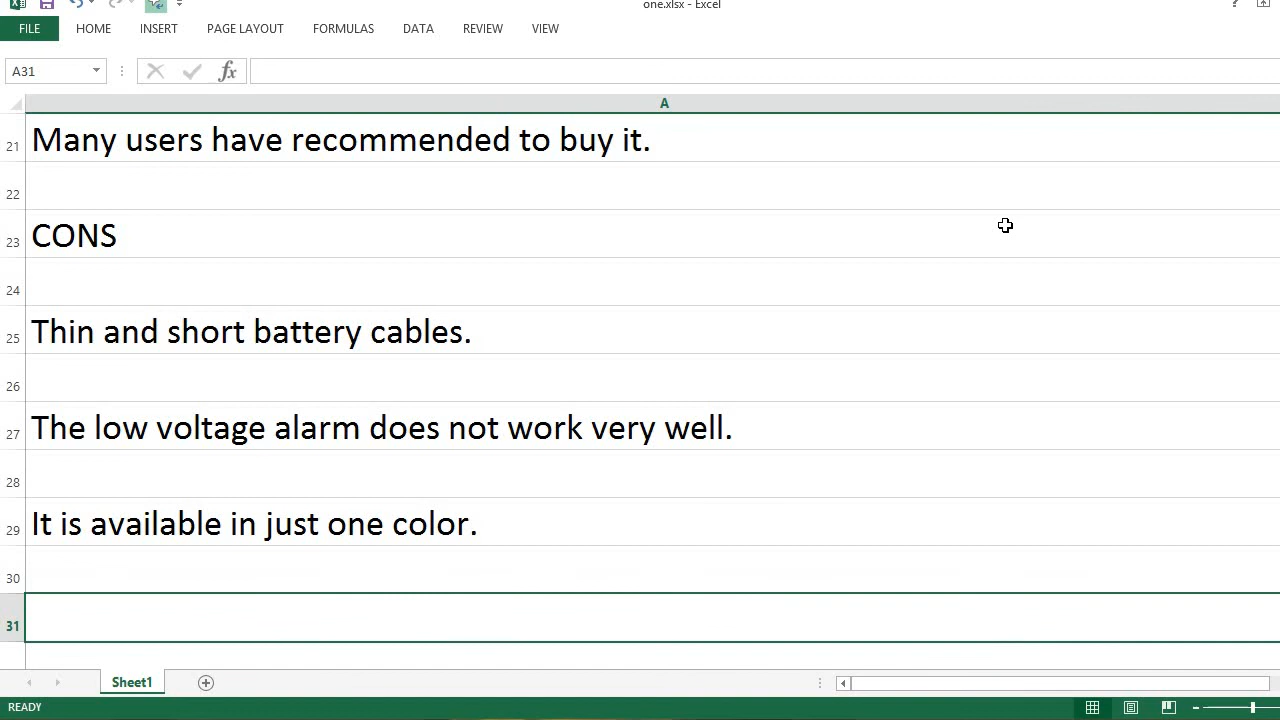 one.xlsx - Excel
FILE HOME INSERT PAGE LAYOUT FORMULAS DATA REVIEW VIEW
A31 fx
A
21 Many users have recommended to buy it.
22
23 CONS
24
25 Thin and short battery cables.
26
27 The low voltage alarm does not work very well.
28
29 It is available in just one color.
30
31
Sheet1
READY